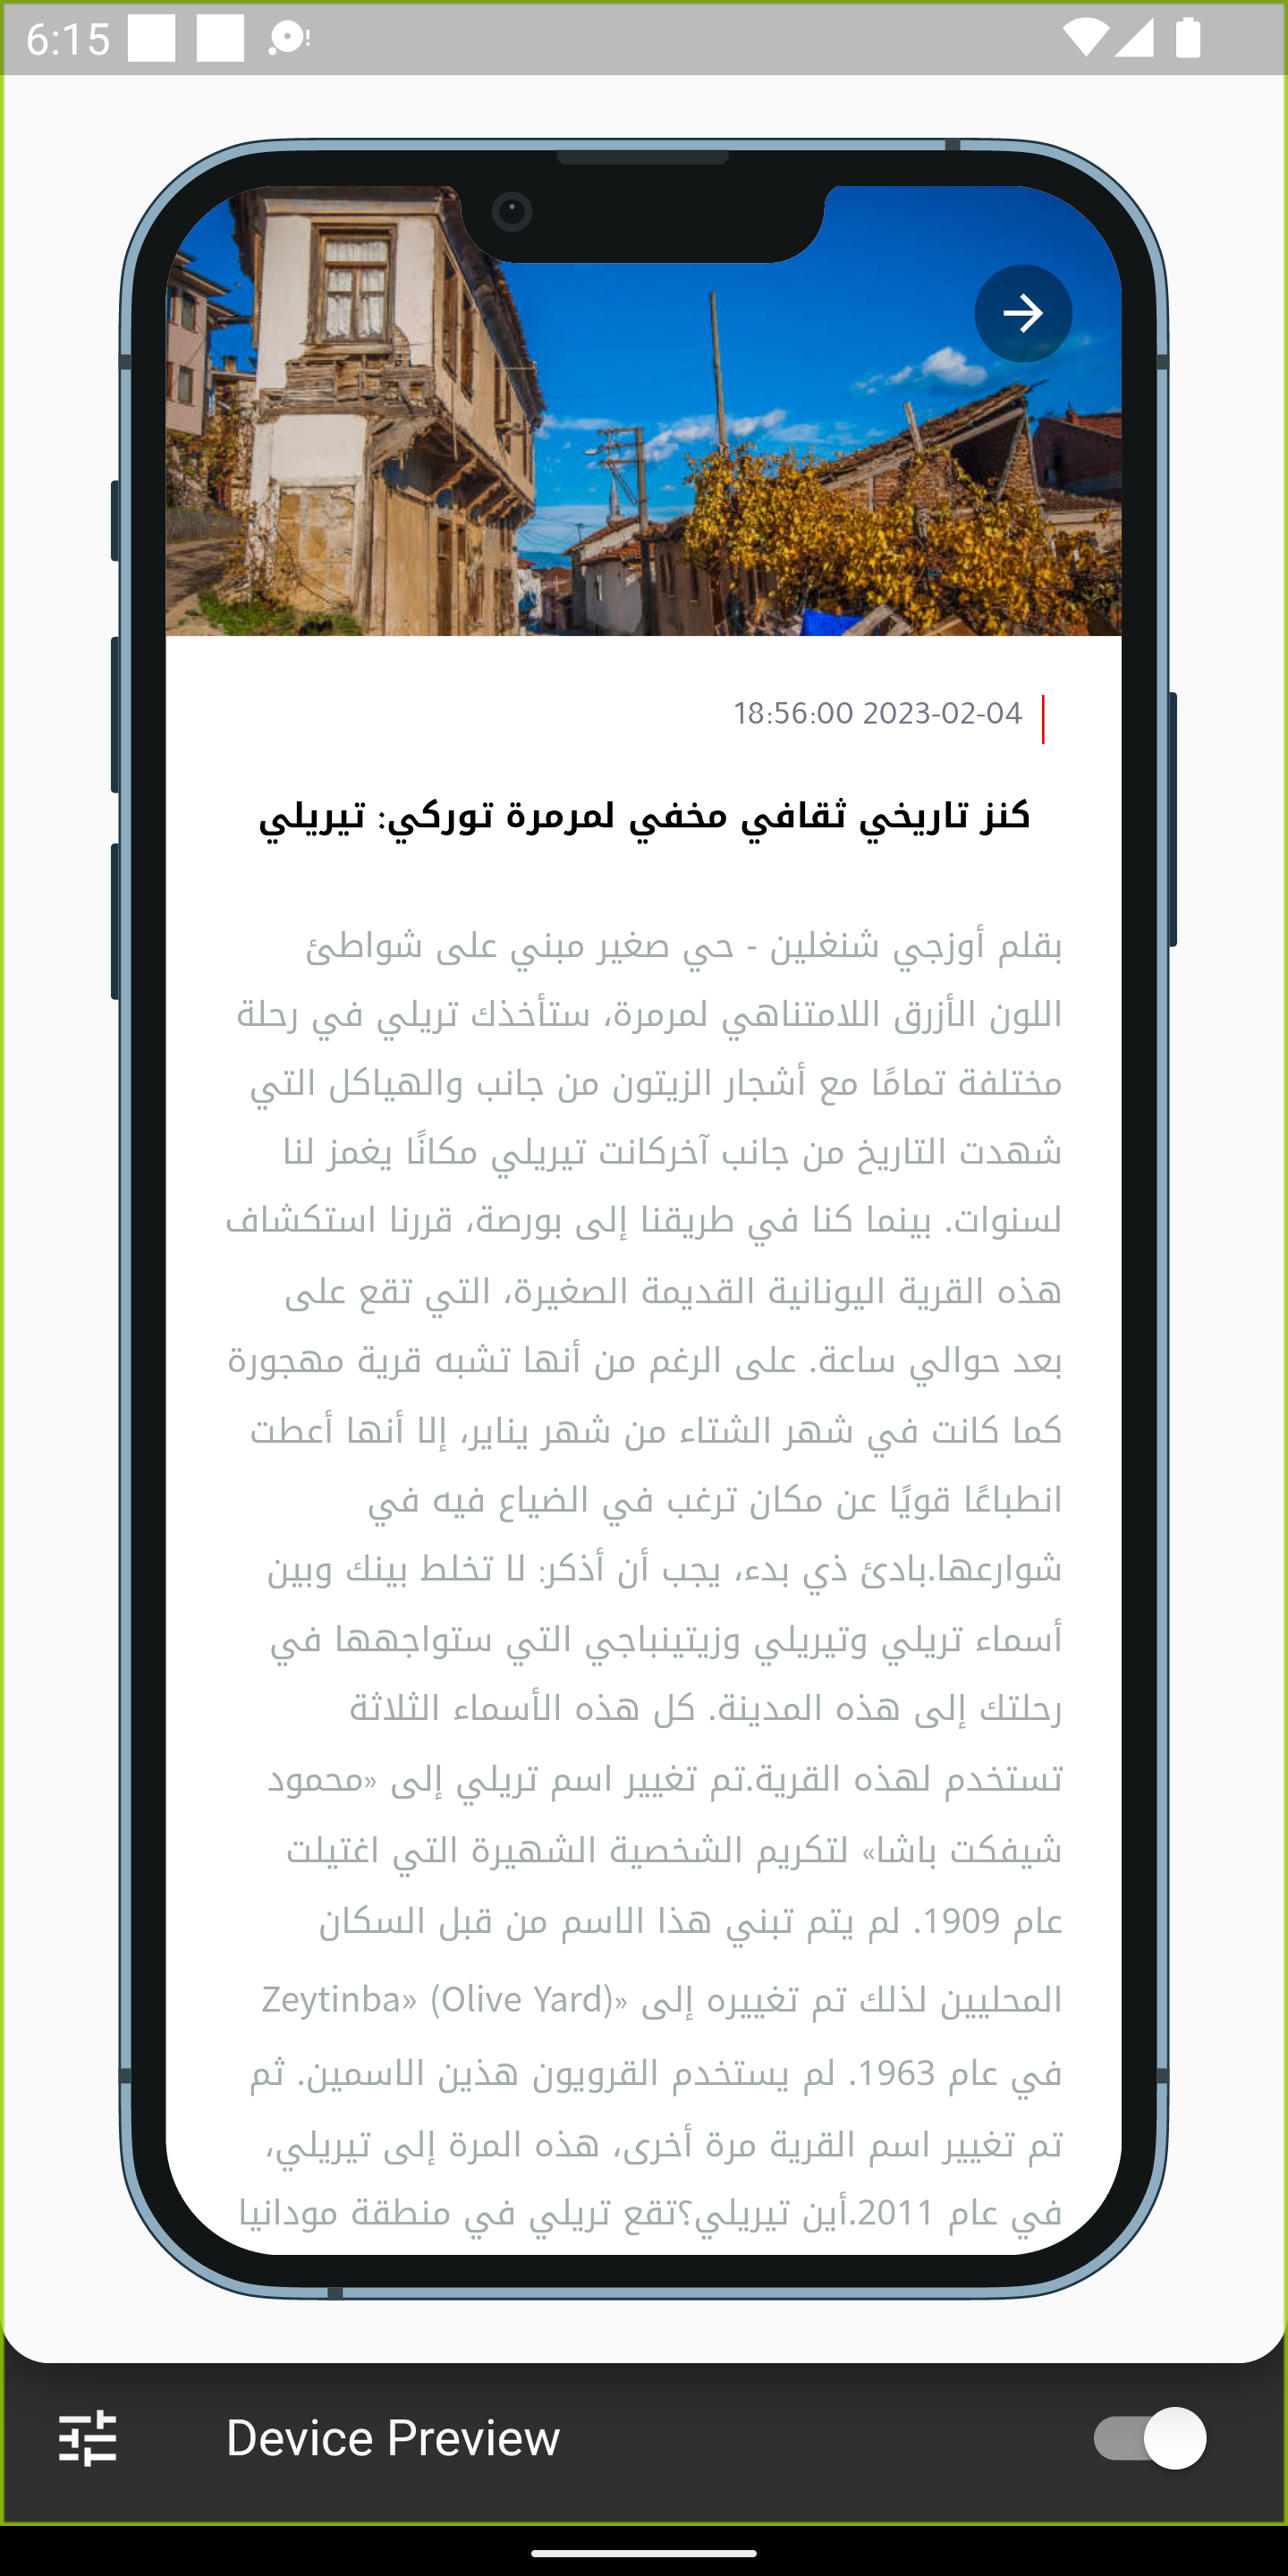 6:15
18:56:00 2023-02-04
كنز تاريخي ثقافي مخفي لمرمرة توركي: تيريلي
بقلم أوزجي شنغلين - حي صغير مبني على شواطئ
اللون الأزرق اللامتناهي لمرمرة، ستأخذك تريلي في رحلة
مختلفة تمامًا مع أشجار الزيتون من جانب والهياكل التي
شهدت التاريخ من جانب آخركانت تيريلي مكانًا يغمز لنا
لسنوات. بينما كنا في طريقنا إلى بورصة، قررنا استكشاف
هذه القرية اليونانية القديمة الصغيرة، التي تقع على
بعد حوالي ساعة. على الرغم من أنها تشبه قرية مهجورة
كما كانت في شهر الشتاء من شهر يناير، إلا أنها أعطت
انطباعًا قويًا عن مكان ترغب في الضياع فيه في
شوارعها.بادئ ذي بدء، يجب أن أذكر: لا تخلط بينك وبين
أسماء تريلي وتيريلي وزيتينباجي التي ستواجهها في
رحلتك إلى هذه المدينة. كل هذه الأسماء الثلاثة
تستخدم لهذه القرية.تم تغيير اسم تريلي إلى «محمود
شيفكت باشا» لتكريم الشخصية الشهيرة التي اغتيلت
عام 1909. لم يتم تبني هذا الاسم من قبل السكان
المحليين لذلك تم تغييره إلى «Zeytinba» (Olive Yard)
في عام 1963. لم يستخدم القرويون هذين الاسمين. ثم
تم تغيير اسم القرية مرة أخرى، هذه المرة إلى تيريلي،
في عام 2011.أين تيريلي؟تقع تريلي في منطقة مودانيا
Device Preview